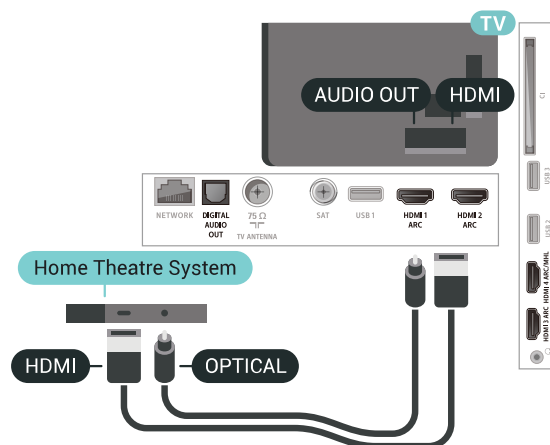 TV
AUDIO OUT
HDMI
CI
USB 3
USB 2
HDMI 4 ARC/MHL
HDMI 3 ARC
NETWORK
DIGITAL
AUDIO
OUT
75 Ω
TV ANTENNA
SAT
USB 1
HDMI 1
ARC
HDMI 2
ARC
Home Theatre System
HDMI
OPTICAL